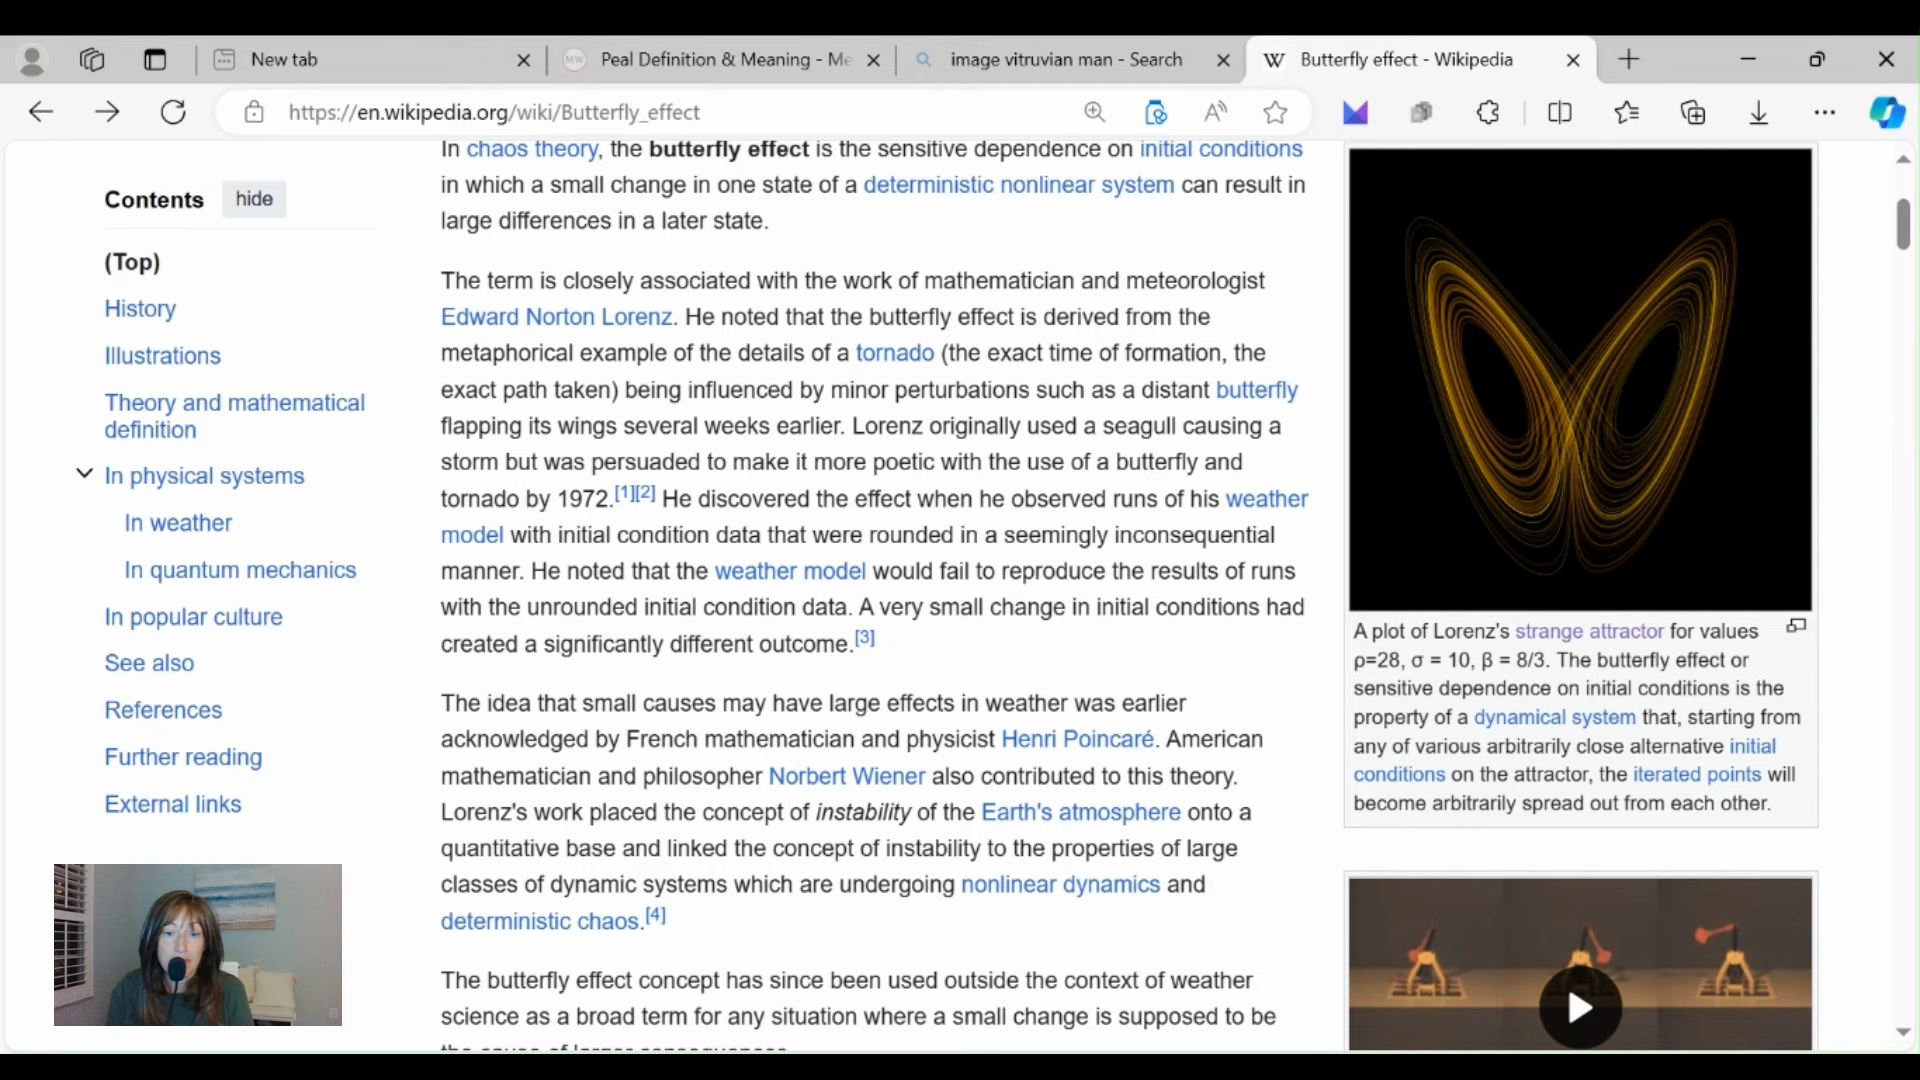 New tab
Peal Definition & Meaning - Me
image vitruvian man - Search
Butterfly effect - Wikipedia
https://en.wikipedia.org/wiki/Butterfly_effect
Contents
hide
(Top)
History
Illustrations
Theory and mathematical
definition
In physical systems
In weather
In quantum mechanics
In popular culture
See also
References
Further reading
External links
In chaos theory, the butterfly effect is the sensitive dependence on initial conditions
in which a small change in one state of a deterministic nonlinear system can result in
large differences in a later state.
The term is closely associated with the work of mathematician and meteorologist
Edward Norton Lorenz. He noted that the butterfly effect is derived from the
metaphorical example of the details of a tornado (the exact time of formation, the
exact path taken) being influenced by minor perturbations such as a distant butterfly
flapping its wings several weeks earlier. Lorenz originally used a seagull causing a
storm but was persuaded to make it more poetic with the use of a butterfly and
tornado by 1972.[1][2] He discovered the effect when he observed runs of his weather
model with initial condition data that were rounded in a seemingly inconsequential
manner. He noted that the weather model would fail to reproduce the results of runs
with the unrounded initial condition data. A very small change in initial conditions had
created a significantly different outcome.[3]
The idea that small causes may have large effects in weather was earlier
acknowledged by French mathematician and physicist Henri Poincaré. American
mathematician and philosopher Norbert Wiener also contributed to this theory.
Lorenz's work placed the concept of instability of the Earth's atmosphere onto a
quantitative base and linked the concept of instability to the properties of large
classes of dynamic systems which are undergoing nonlinear dynamics and
deterministic chaos.[4]
The butterfly effect concept has since been used outside the context of weather
science as a broad term for any situation where a small change is supposed to be
A plot of Lorenz's strange attractor for values
ρ=28, σ = 10, β = 8/3. The butterfly effect or
sensitive dependence on initial conditions is the
property of a dynamical system that, starting from
any of various arbitrarily close alternative initial
conditions on the attractor, the iterated points will
become arbitrarily spread out from each other.